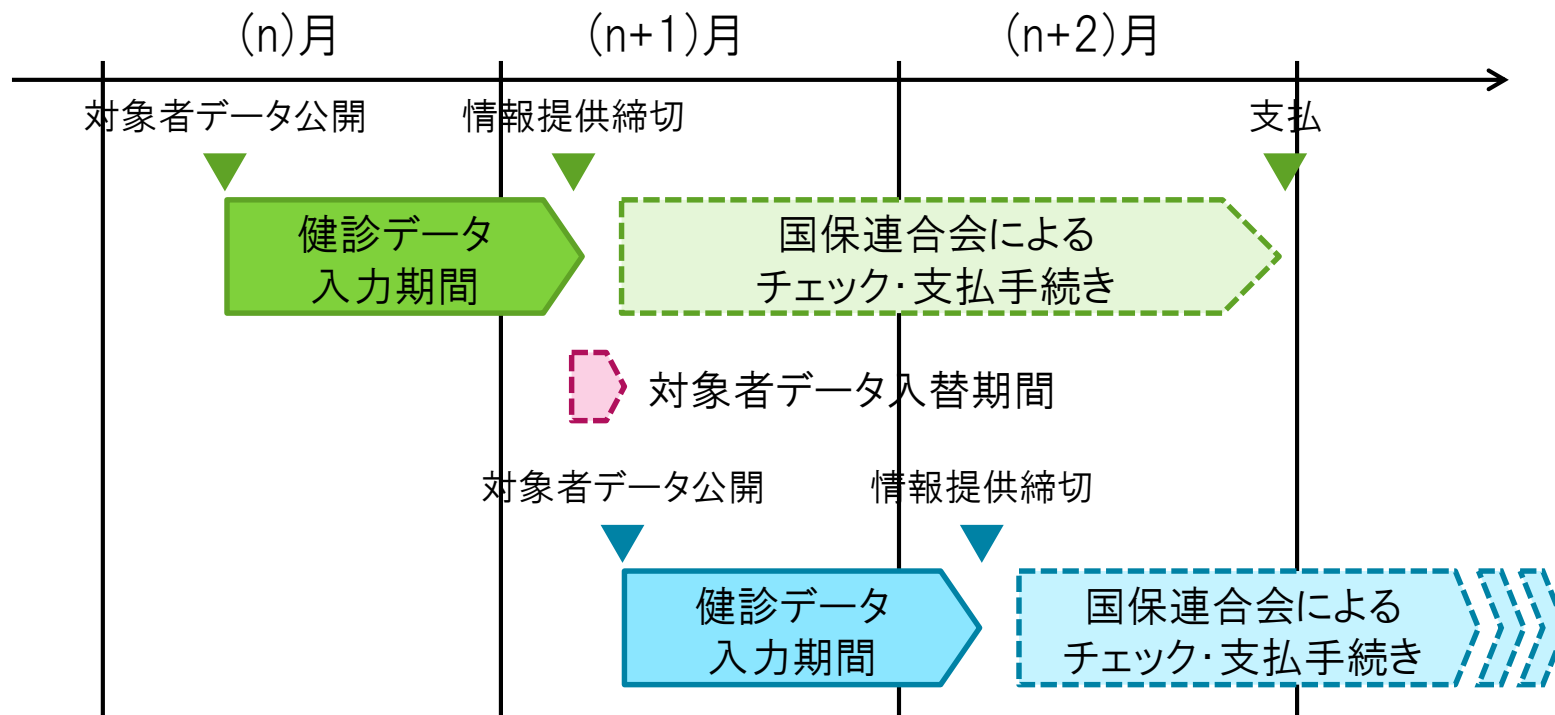 (n)月
(n+1)月
(n+2)月
対象者データ公開
情報提供締切
支払
健診データ
入力期間
国保連合会による
チェック・支払手続き
対象者データ入替期間
対象者データ公開
情報提供締切
健診データ
入力期間
国保連合会による
チェック・支払手続き